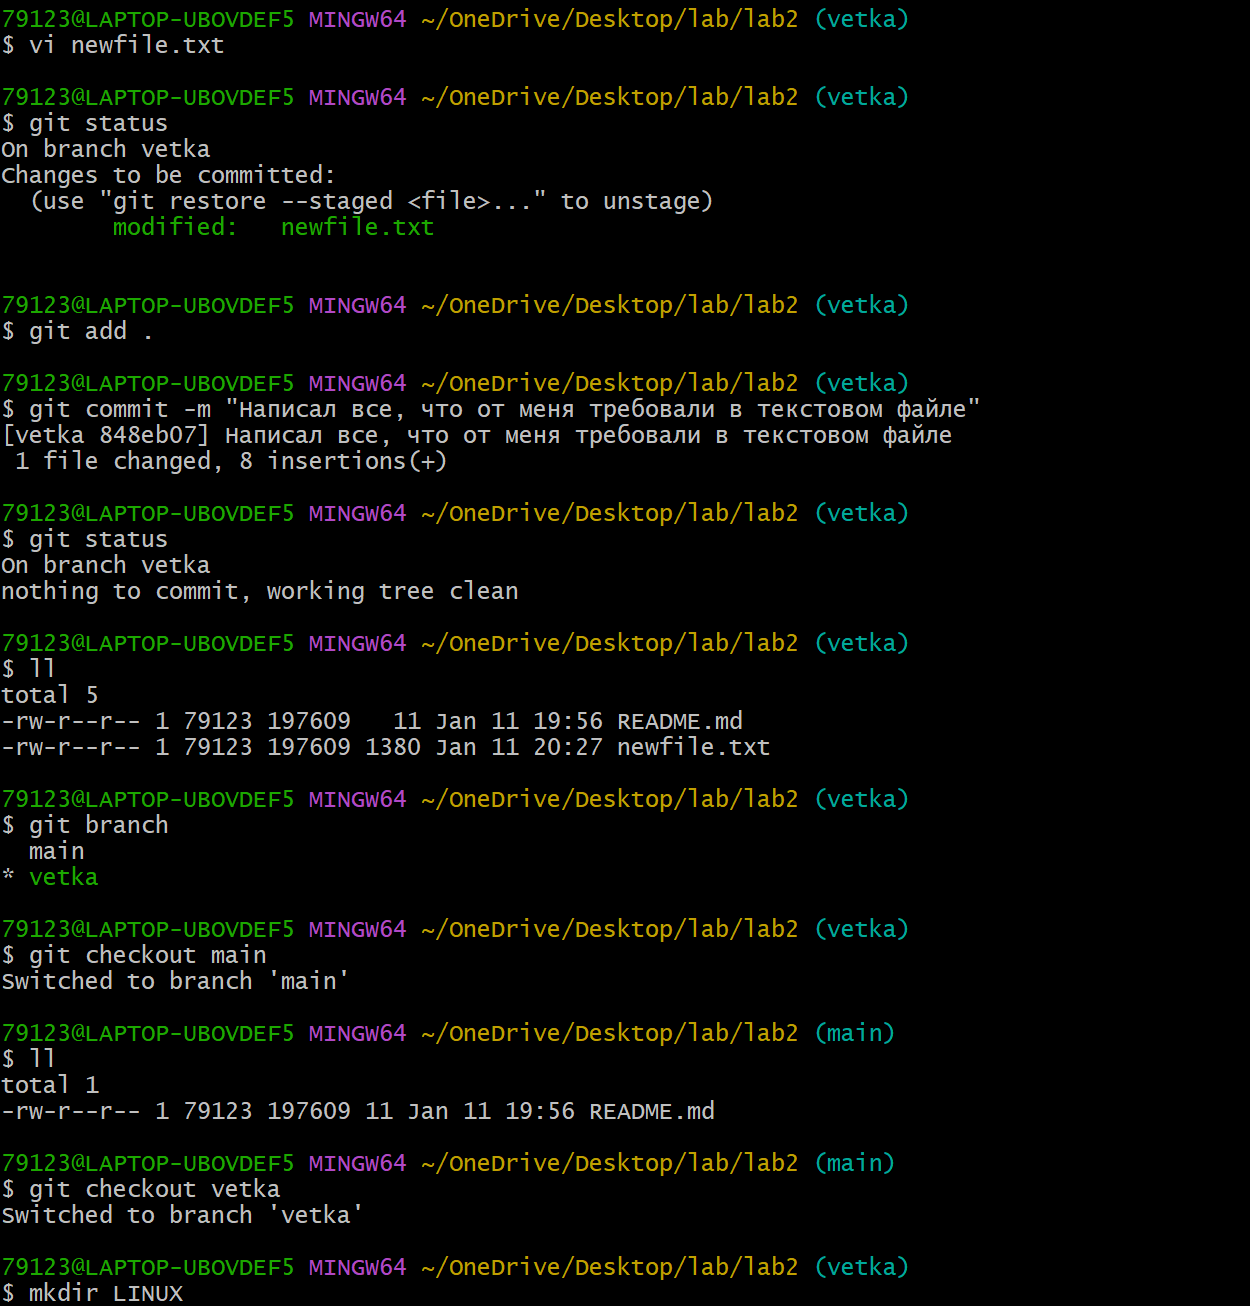 79123@LAPTOP-UBOVDEF5 MINGW64 ~/OneDrive/Desktop/lab/lab2 (vetka)
$ vi newfile.txt
79123@LAPTOP-UBOVDEF5 MINGW64 ~/OneDrive/Desktop/lab/lab2 (vetka)
$ git status
On branch vetka
Changes to be committed:
  (use "git restore --staged <file>..." to unstage)
        modified:   newfile.txt
79123@LAPTOP-UBOVDEF5 MINGW64 ~/OneDrive/Desktop/lab/lab2 (vetka)
$ git add .
79123@LAPTOP-UBOVDEF5 MINGW64 ~/OneDrive/Desktop/lab/lab2 (vetka)
$ git commit -m "Написал все, что от меня требовали в текстовом файле"
[vetka 848eb07] Написал все, что от меня требовали в текстовом файле
 1 file changed, 8 insertions(+)
79123@LAPTOP-UBOVDEF5 MINGW64 ~/OneDrive/Desktop/lab/lab2 (vetka)
$ git status
On branch vetka
nothing to commit, working tree clean
79123@LAPTOP-UBOVDEF5 MINGW64 ~/OneDrive/Desktop/lab/lab2 (vetka)
$ ll
total 5
-rw-r--r-- 1 79123 197609   11 Jan 11 19:56 README.md
-rw-r--r-- 1 79123 197609 1380 Jan 11 20:27 newfile.txt
79123@LAPTOP-UBOVDEF5 MINGW64 ~/OneDrive/Desktop/lab/lab2 (vetka)
$ git branch
  main
* vetka
79123@LAPTOP-UBOVDEF5 MINGW64 ~/OneDrive/Desktop/lab/lab2 (vetka)
$ git checkout main
Switched to branch 'main'
79123@LAPTOP-UBOVDEF5 MINGW64 ~/OneDrive/Desktop/lab/lab2 (main)
$ ll
total 1
-rw-r--r-- 1 79123 197609 11 Jan 11 19:56 README.md
79123@LAPTOP-UBOVDEF5 MINGW64 ~/OneDrive/Desktop/lab/lab2 (main)
$ git checkout vetka
Switched to branch 'vetka'
79123@LAPTOP-UBOVDEF5 MINGW64 ~/OneDrive/Desktop/lab/lab2 (vetka)
$ mkdir LINUX